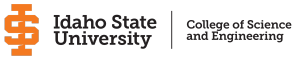 Idaho State
University
College of Science
and Engineering